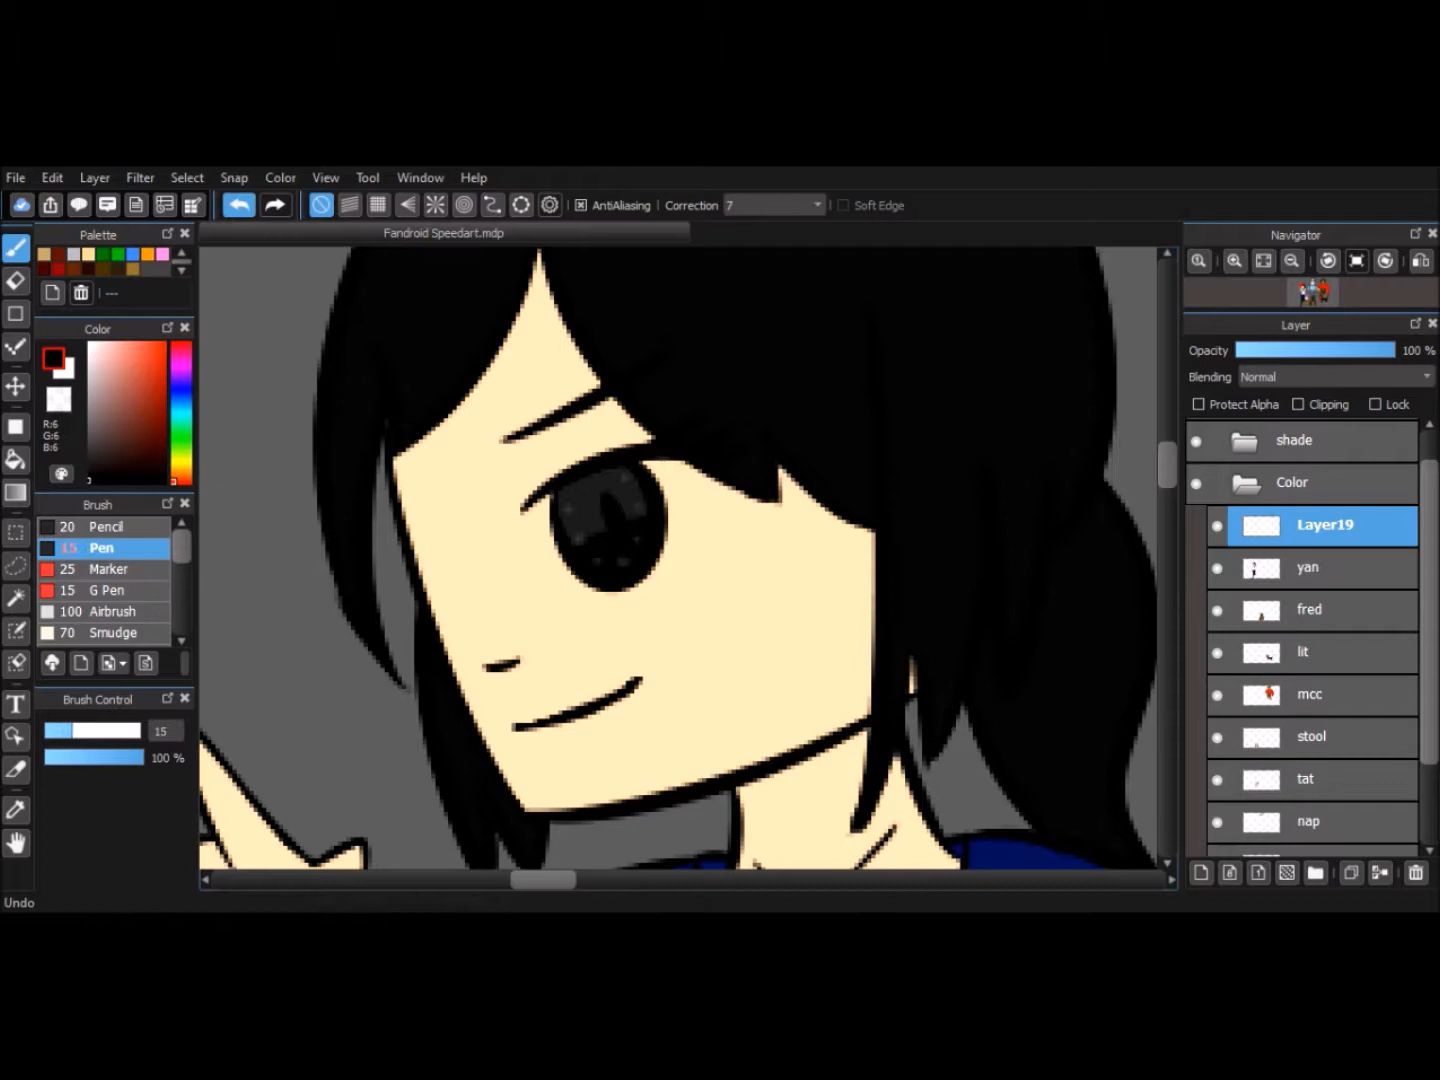 File Edit Layer Filter Select Snap Color View Tool Window Help
AntiAliasing Correction 7 Soft Edge
Palette
Fandroid Speedart.mdp
Navigator
---
Color
R:6
G:6
B:6
Brush
20 Pencil
15 Pen
25 Marker
15 G Pen
100 Airbrush
70 Smudge
Brush Control
15
100 %
Layer
Opacity 100 %
Blending Normal
Protect Alpha Clipping Lock
shade
Color
Layer19
yan
fred
lit
mcc
stool
tat
nap
Undo